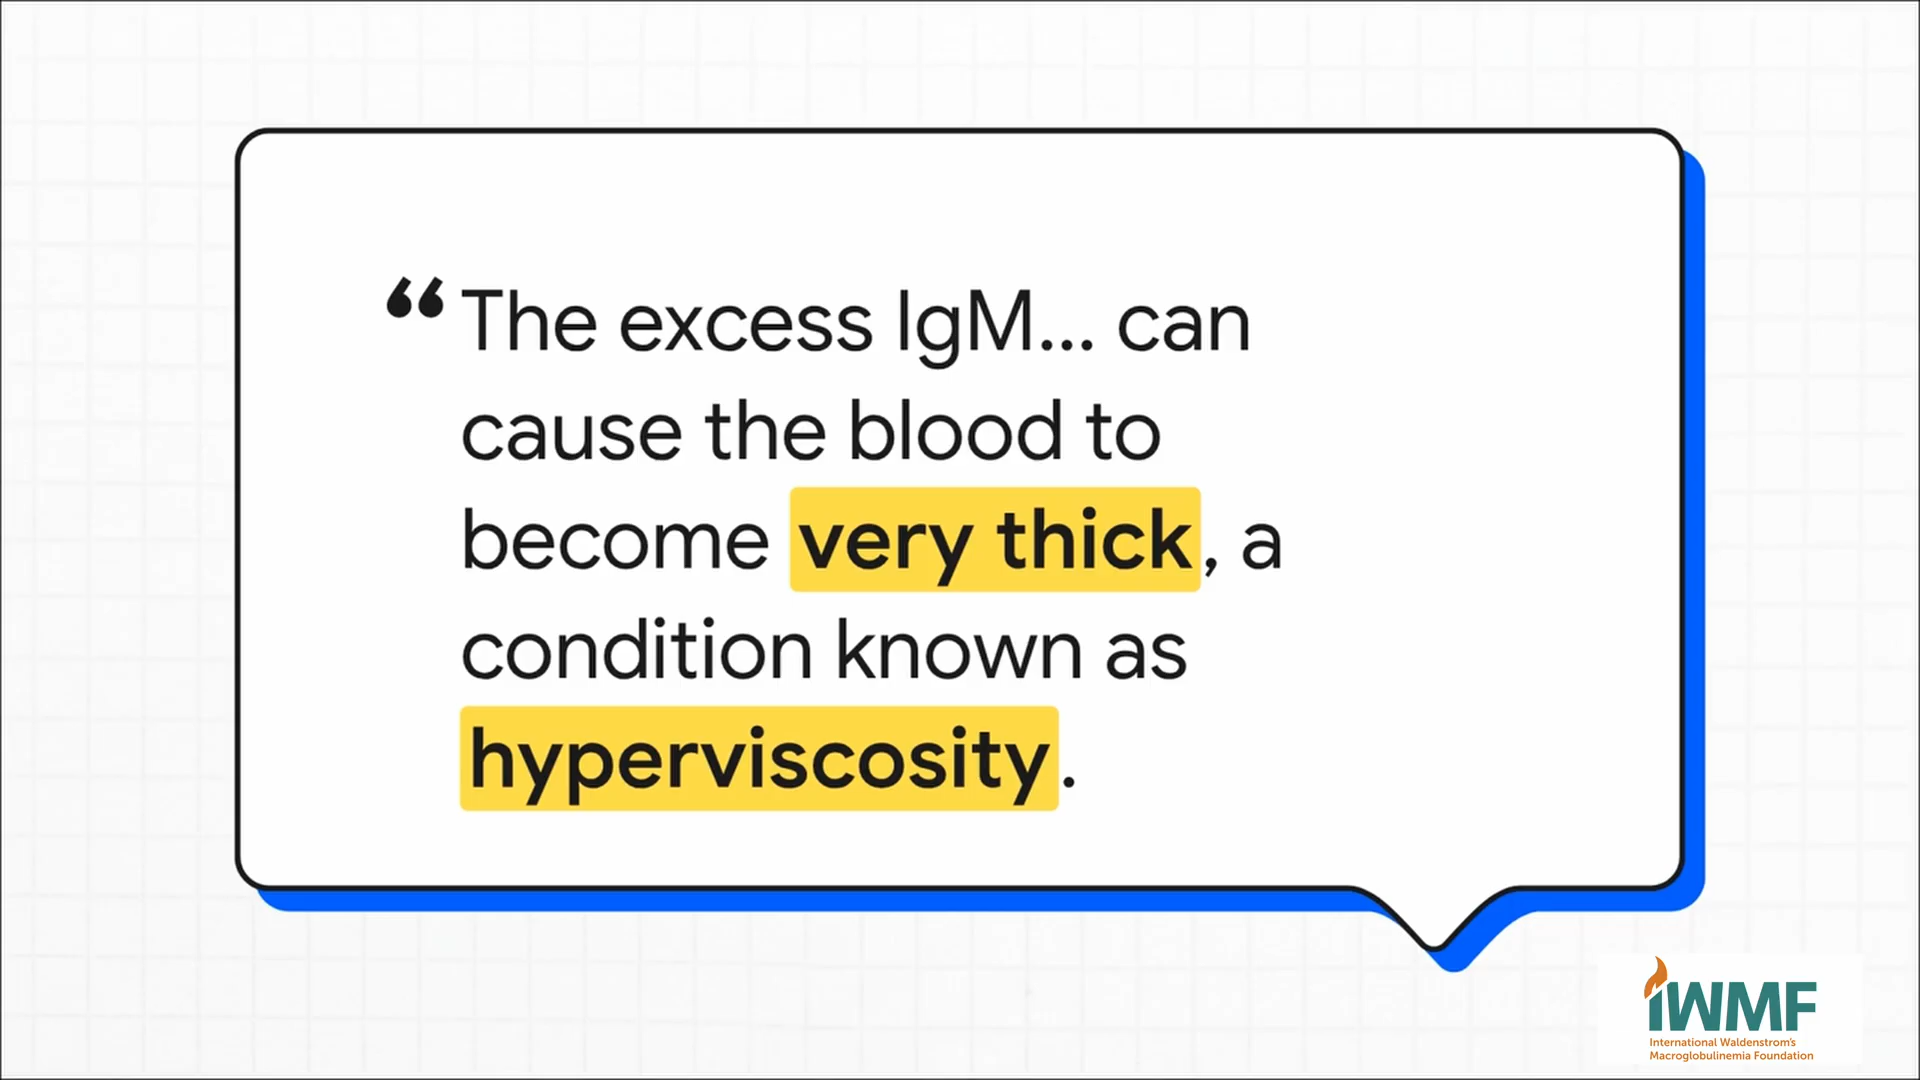 “The excess IgM... can
cause the blood to
become very thick, a
condition known as
hyperviscosity.
iWMF
International Waldenstrom's
Macroglobulinemia Foundation